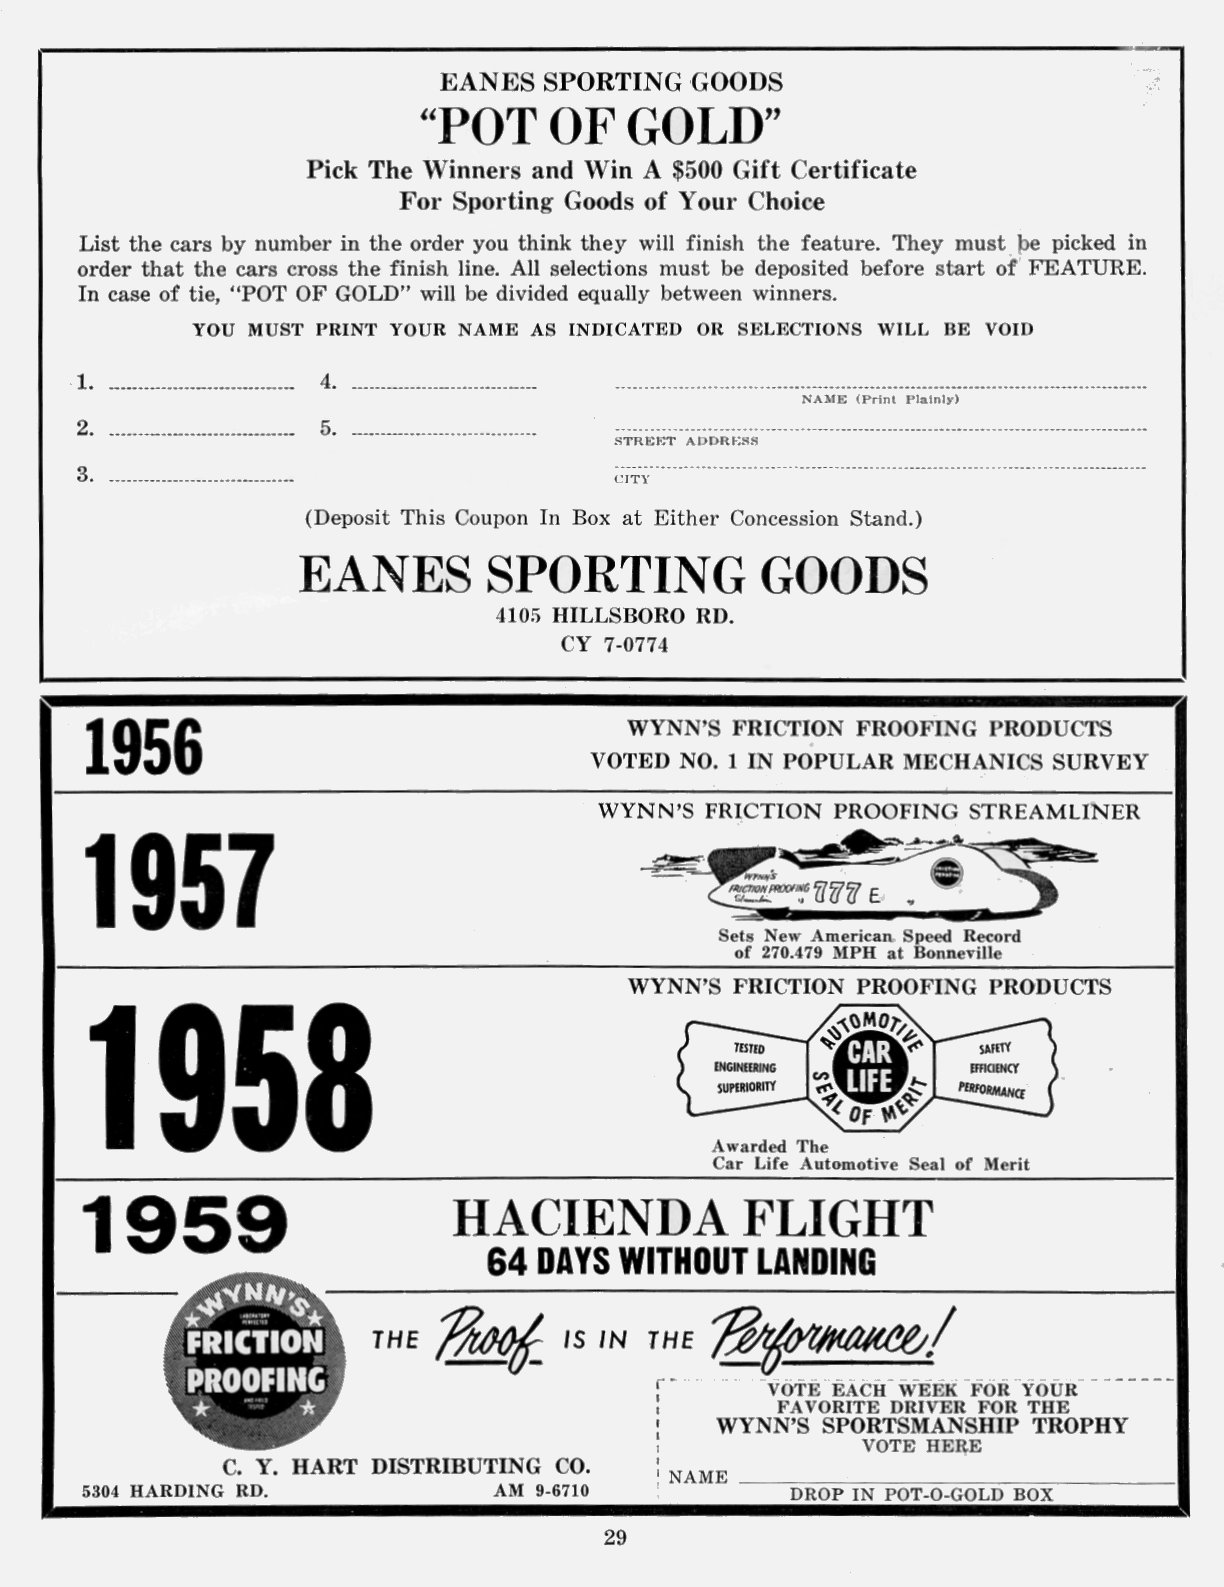 EANES SPORTING GOODS
“POT OF GOLD”
Pick The Winners and Win A $500 Gift Certificate
For Sporting Goods of Your Choice
List the cars by number in the order you think they will finish the feature. They must be picked in
order that the cars cross the finish line. All selections must be deposited before start of FEATURE.
In case of tie, “POT OF GOLD” will be divided equally between winners.
YOU MUST PRINT YOUR NAME AS INDICATED OR SELECTIONS WILL BE VOID
1.
4.
NAME (Print Plainly)
2.
5.
STREET ADDRESS
3.
CITY
(Deposit This Coupon In Box at Either Concession Stand.)
EANES SPORTING GOODS
4105 HILLSBORO RD.
CY 7-0774
1956
WYNN'S FRICTION FROOFING PRODUCTS
VOTED NO. 1 IN POPULAR MECHANICS SURVEY
1957
WYNN'S FRICTION PROOFING STREAMLINER
WYNN'S
FRICTION PROOFING
777 E
Sets New American Speed Record
of 270.479 MPH at Bonneville
1958
WYNN'S FRICTION PROOFING PRODUCTS
TESTED
ENGINEERING
SUPERIORITY
AUTOMOTIVE
CAR
LIFE
SEAL OF MERIT
SAFETY
EFFICIENCY
PERFORMANCE
Awarded The
Car Life Automotive Seal of Merit
1959
HACIENDA FLIGHT
64 DAYS WITHOUT LANDING
WYNN'S
FRICTION
PROOFING
THE Proof IS IN THE Performance!
VOTE EACH WEEK FOR YOUR
FAVORITE DRIVER FOR THE
WYNN'S SPORTSMANSHIP TROPHY
VOTE HERE
NAME
DROP IN POT-O-GOLD BOX
C. Y. HART DISTRIBUTING CO.
5304 HARDING RD.
AM 9-6710
29